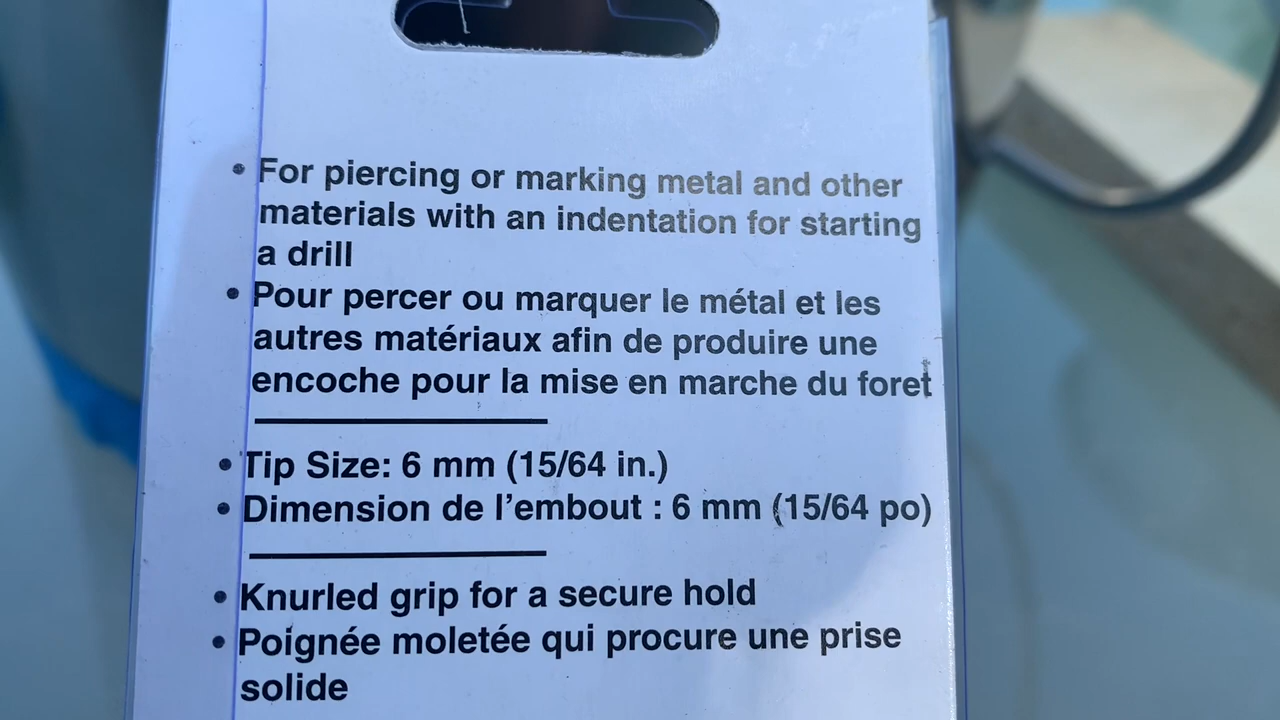 • For piercing or marking metal and other
materials with an indentation for starting
a drill
• Pour percer ou marquer le métal et les
autres matériaux afin de produire une
encoche pour la mise en marche du foret
• Tip Size: 6 mm (15/64 in.)
• Dimension de l’embout : 6 mm (15/64 po)
• Knurled grip for a secure hold
• Poignée moletée qui procure une prise
solide